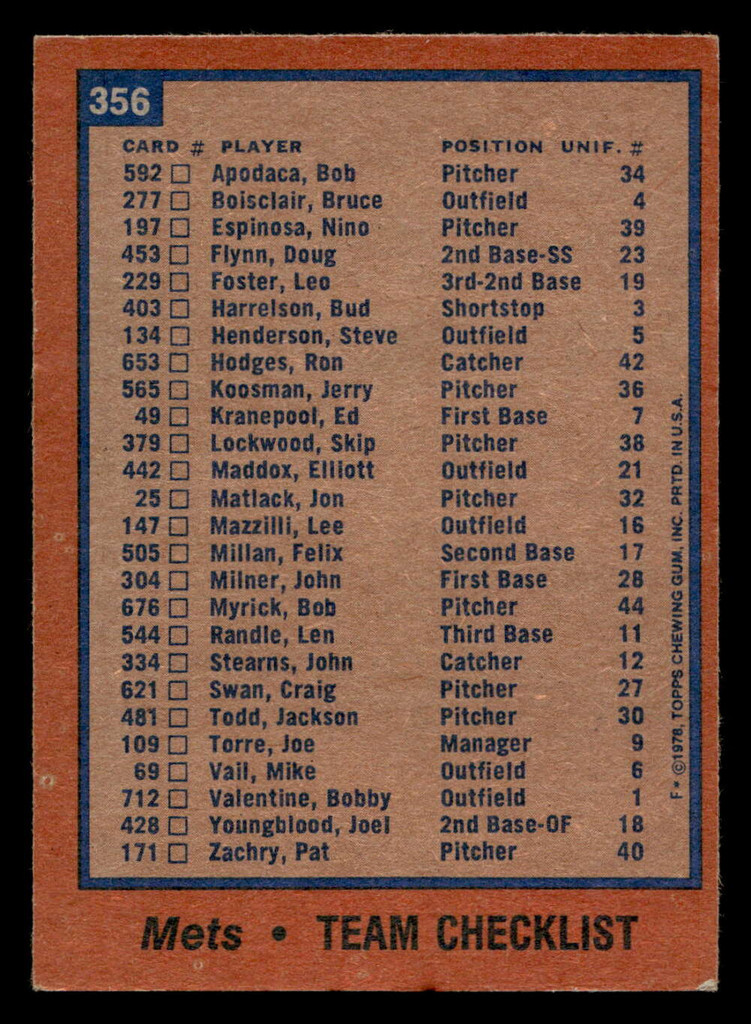 356
CARD # PLAYER POSITION UNIF. #
592 □ Apodaca, Bob Pitcher 34
277 □ Boisclair, Bruce Outfield 4
197 □ Espinosa, Nino Pitcher 39
453 □ Flynn, Doug 2nd Base-SS 23
229 □ Foster, Leo 3rd-2nd Base 19
403 □ Harrelson, Bud Shortstop 3
134 □ Henderson, Steve Outfield 5
653 □ Hodges, Ron Catcher 42
565 □ Koosman, Jerry Pitcher 36
49 □ Kranepool, Ed First Base 7
379 □ Lockwood, Skip Pitcher 38
442 □ Maddox, Elliott Outfield 21
25 □ Matlack, Jon Pitcher 32
147 □ Mazzilli, Lee Outfield 16
505 □ Millan, Felix Second Base 17
304 □ Milner, John First Base 28
676 □ Myrick, Bob Pitcher 44
544 □ Randle, Len Third Base 11
334 □ Stearns, John Catcher 12
621 □ Swan, Craig Pitcher 27
481 □ Todd, Jackson Pitcher 30
109 □ Torre, Joe Manager 9
69 □ Vail, Mike Outfield 6
712 □ Valentine, Bobby Outfield 1
428 □ Youngblood, Joel 2nd Base-OF 18
171 □ Zachry, Pat Pitcher 40
F* ©1978, TOPPS CHEWING GUM, INC. PRTD. IN U.S.A.
Mets • TEAM CHECKLIST